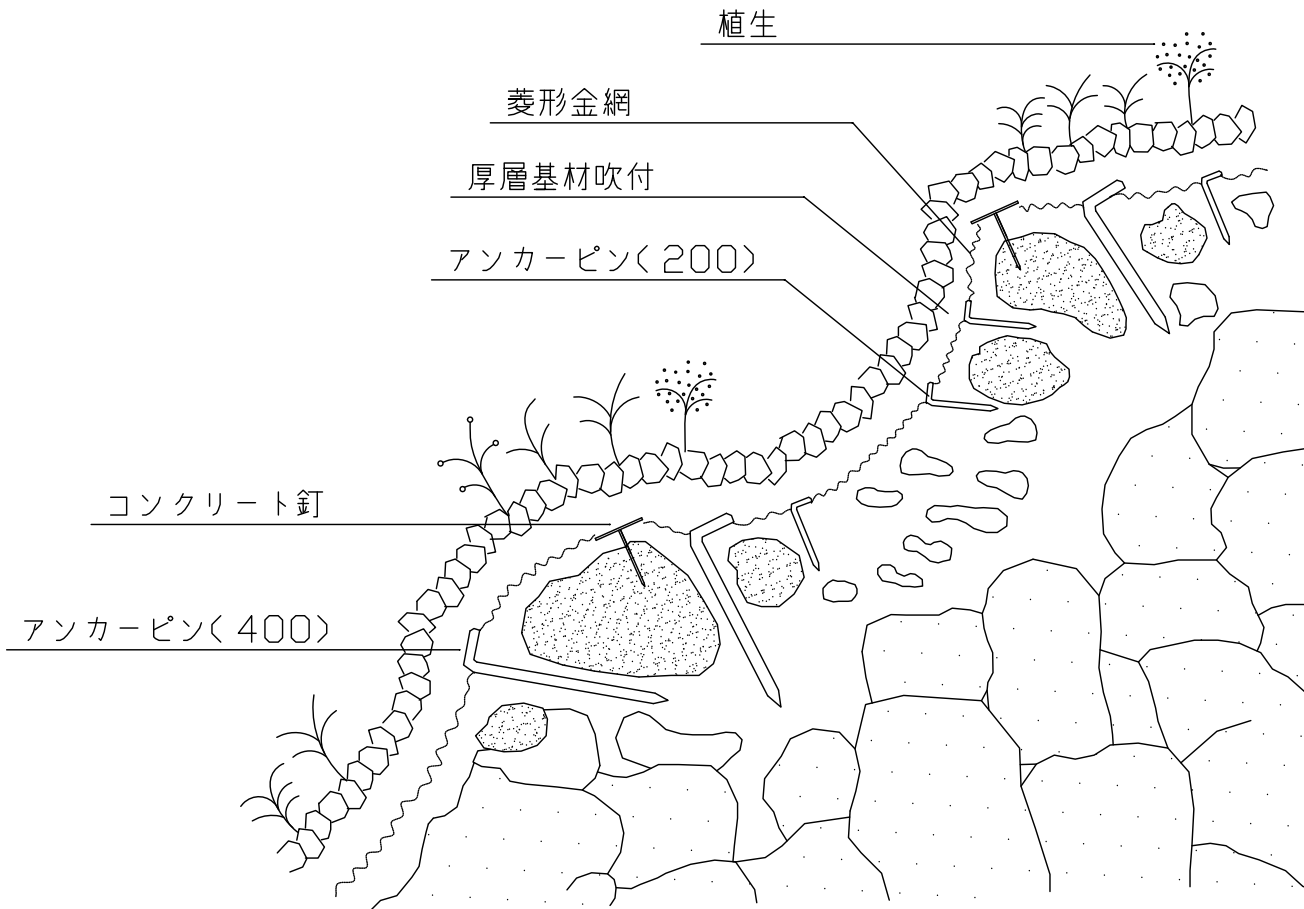 植生
菱形金網
厚層基材吹付
アンカーピン(200)
コンクリート釘
アンカーピン(400)